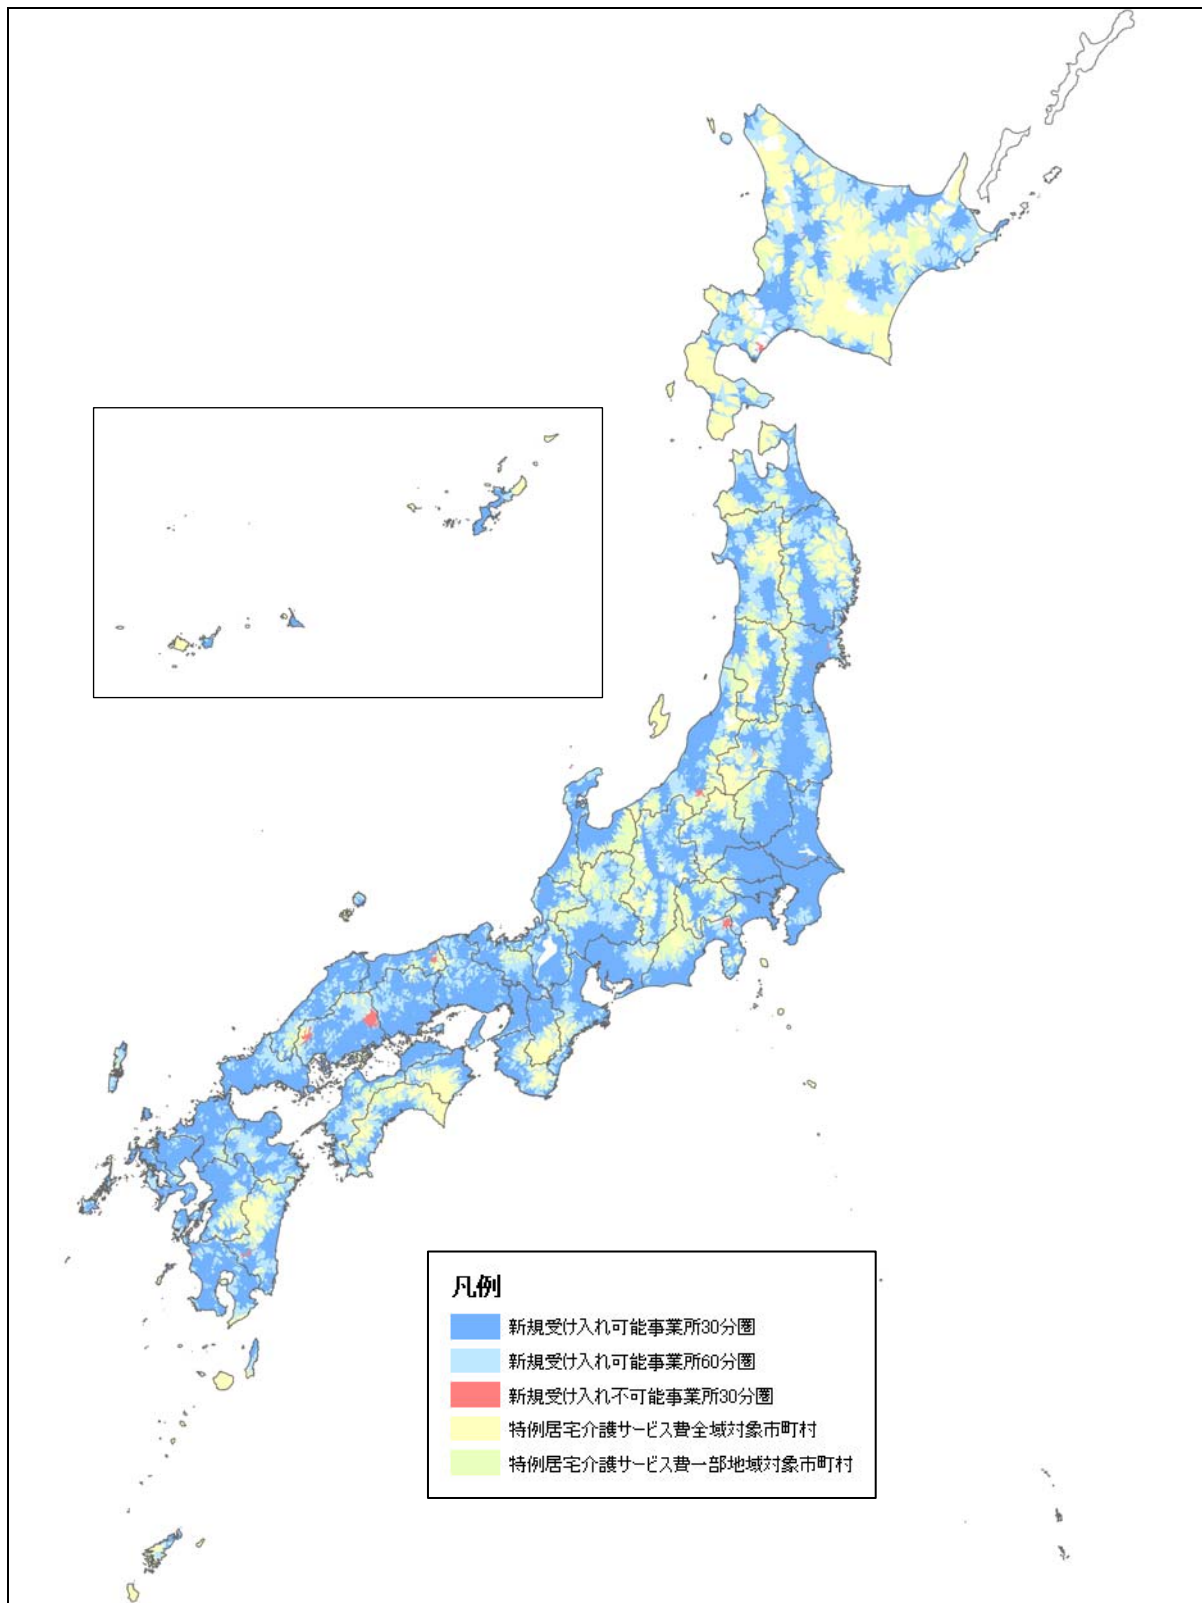 凡例
新規受け入れ可能事業所30分圏
新規受け入れ可能事業所60分圏
新規受け入れ不可能事業所30分圏
特例居宅介護サービス費全域対象市町村
特例居宅介護サービス費一部地域対象市町村